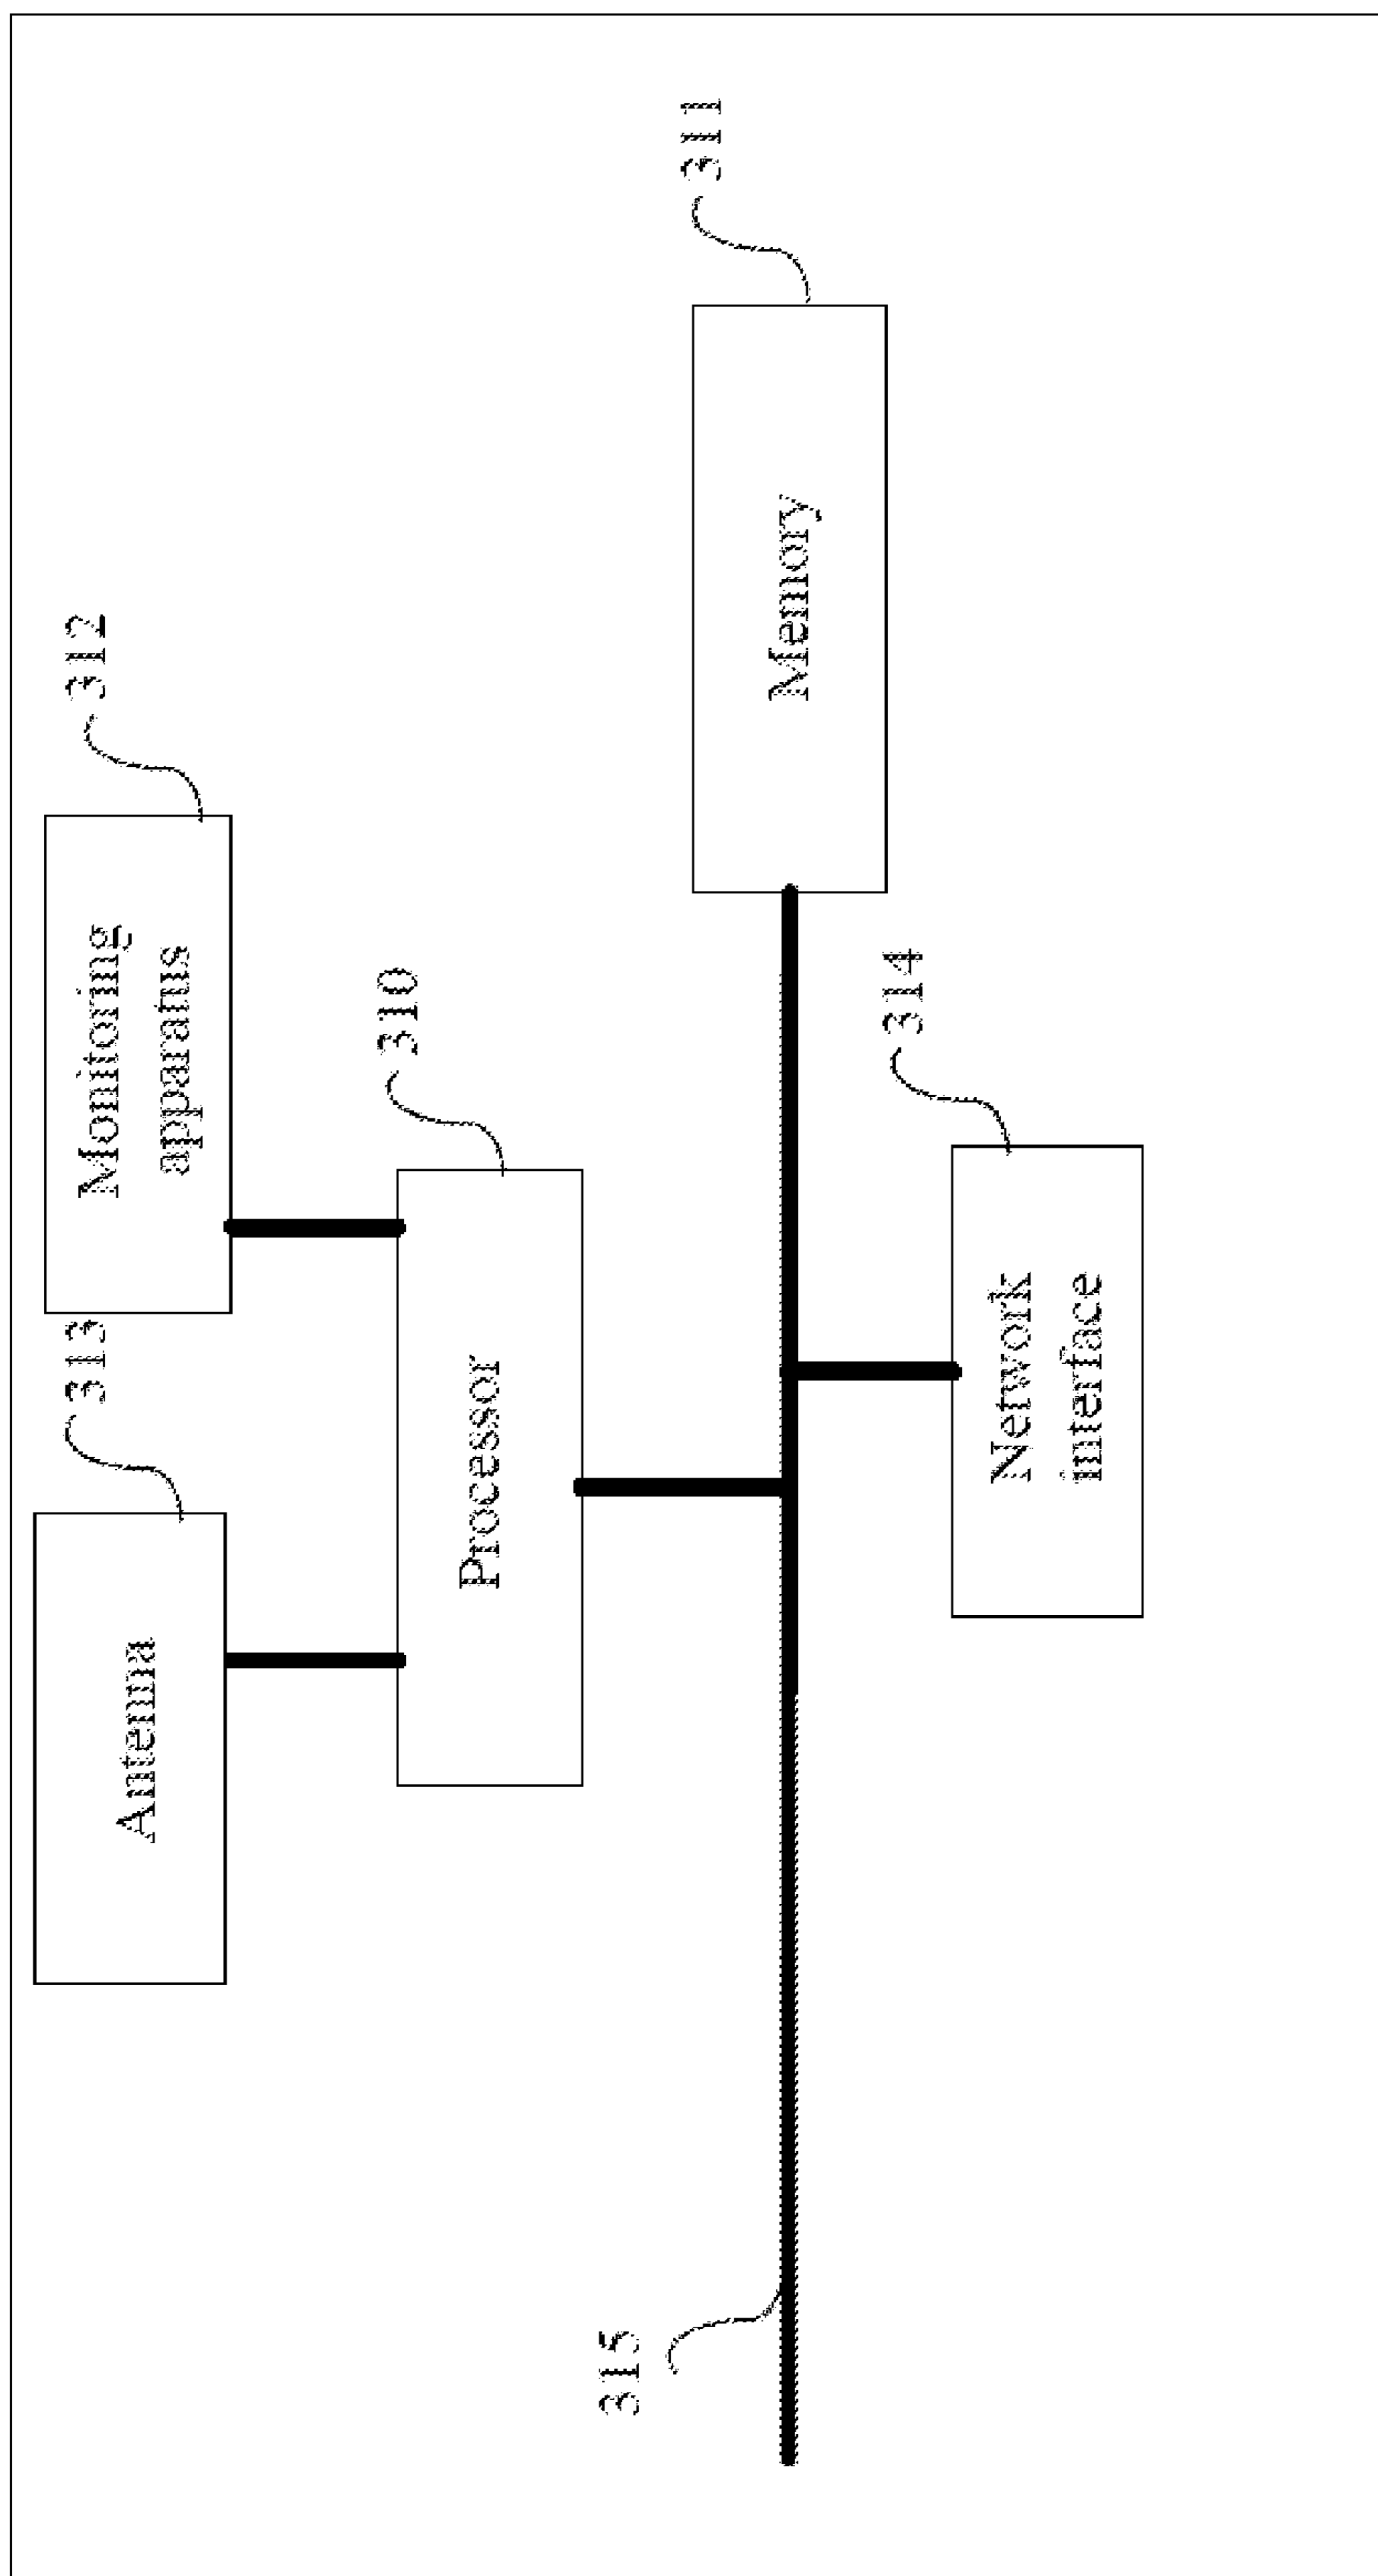 313
312
Antenna
Monitoring
apparatus
310
Processor
315
311
Memory
314
Network
interface